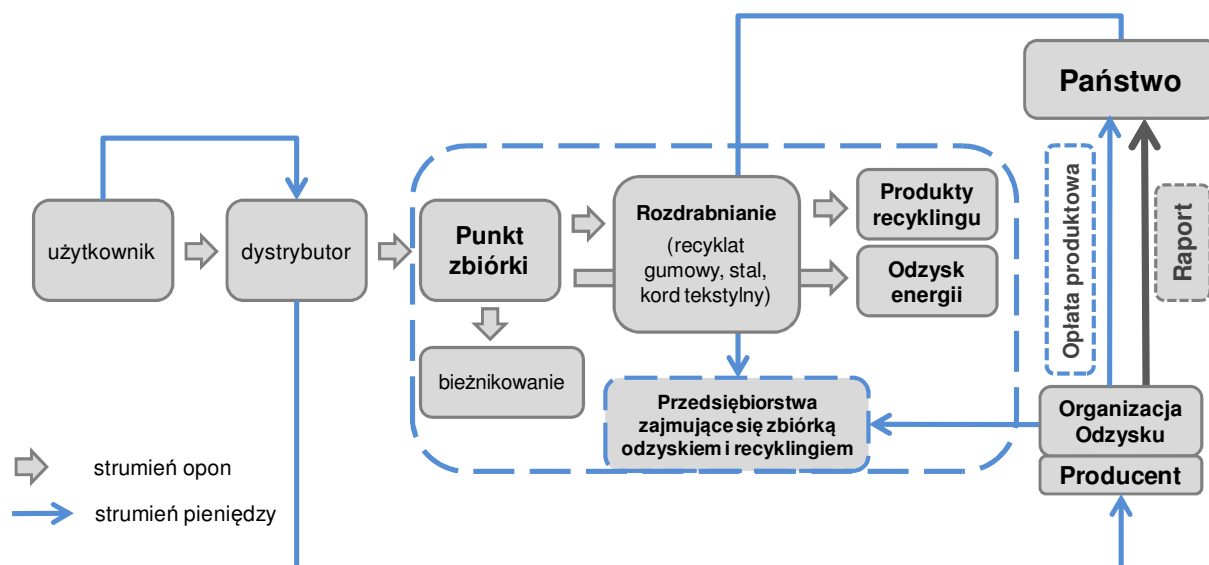 Państwo
użytkownik
dystrybutor
Punkt
zbiórki
Rozdrabnianie
(recyklat
gumowy, stal,
kord tekstylny)
Produkty
recyklingu
Odzysk
energii
bieżnikowanie
Przedsiębiorstwa
zajmujące się zbiórką
odzyskiem i recyklingiem
Opłata produktowa
Raport
Organizacja
Odzysku
Producent
strumień opon
strumień pieniędzy